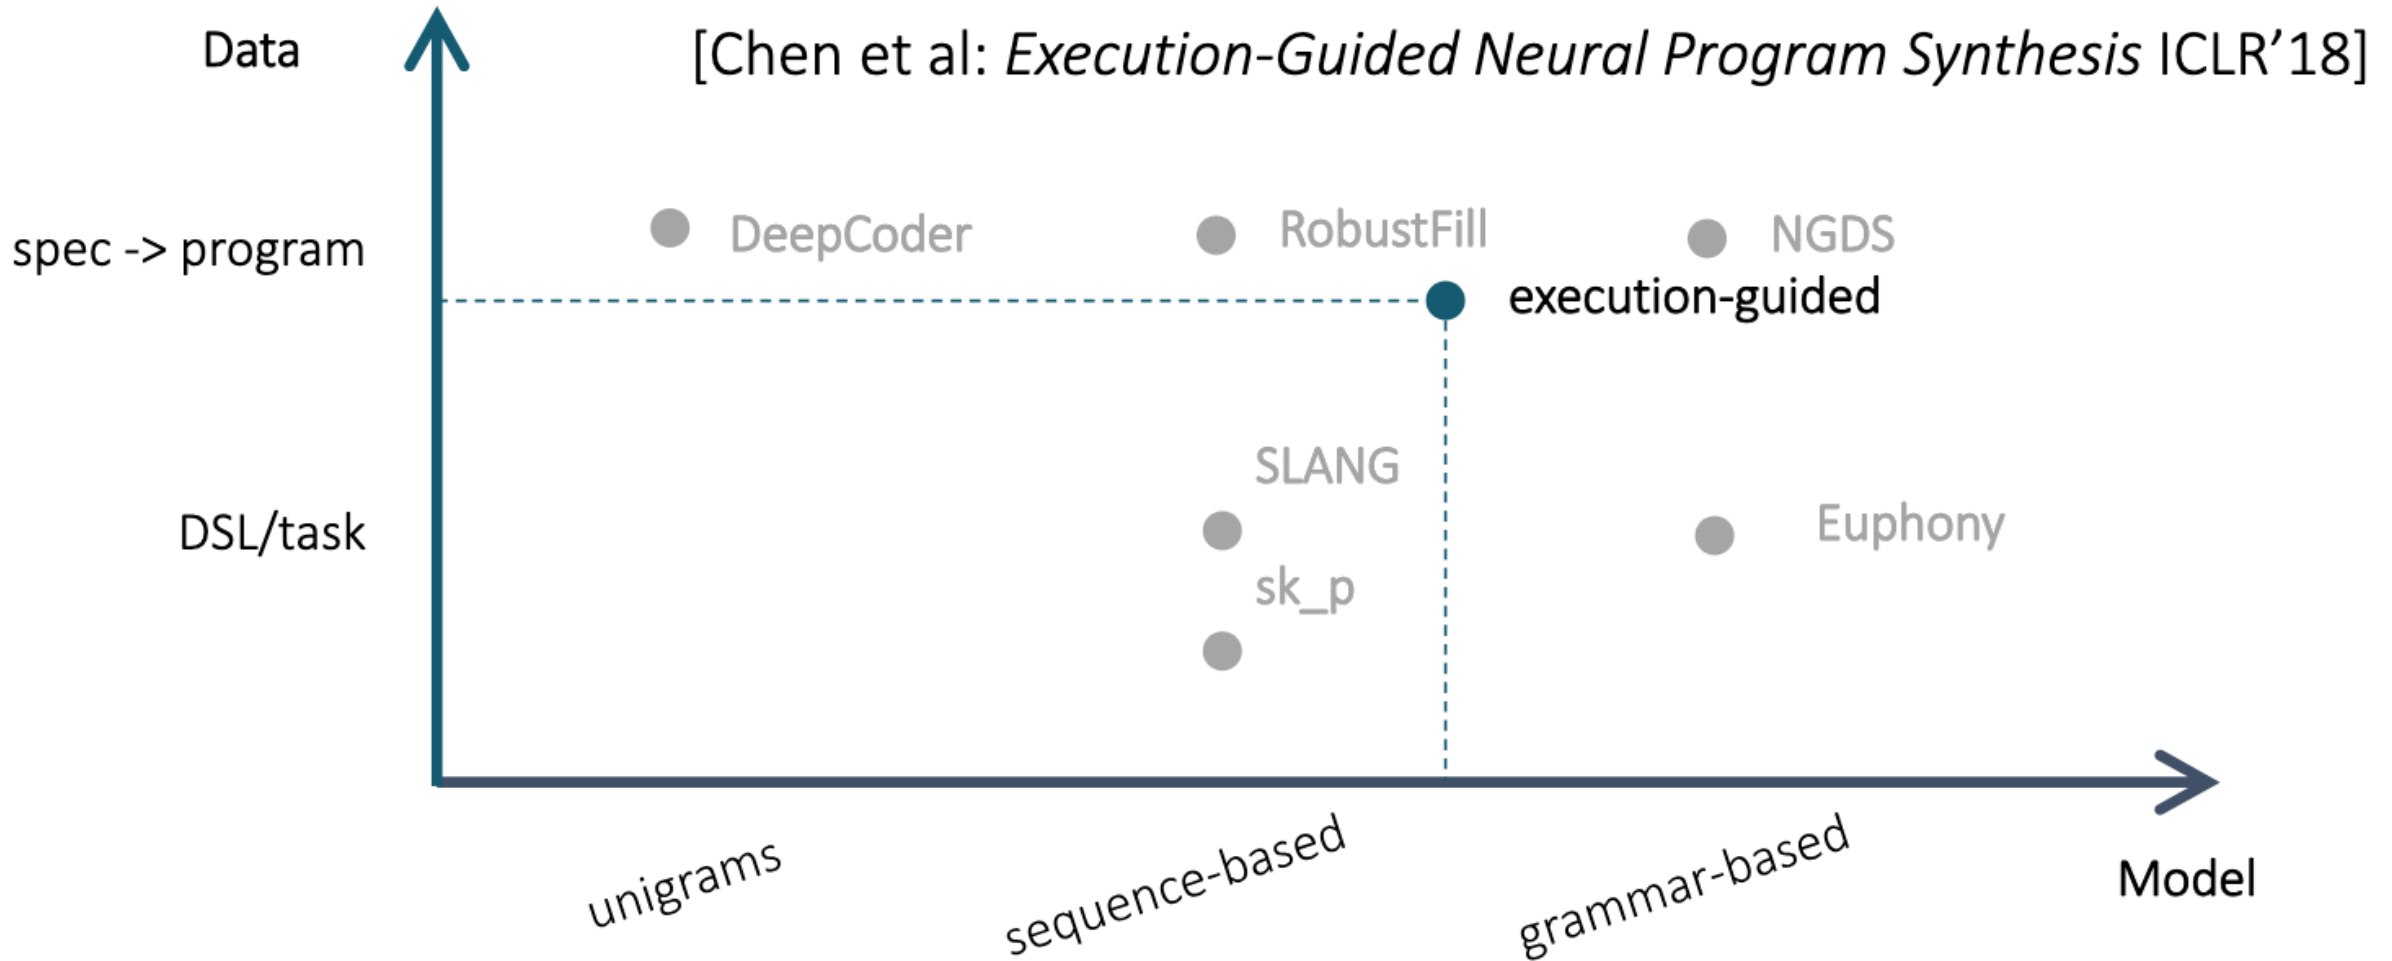 Data
[Chen et al: Execution-Guided Neural Program Synthesis ICLR’18]
spec -> program
DeepCoder
RobustFill
NGDS
execution-guided
SLANG
DSL/task
Euphony
sk_p
unigrams
sequence-based
grammar-based
Model